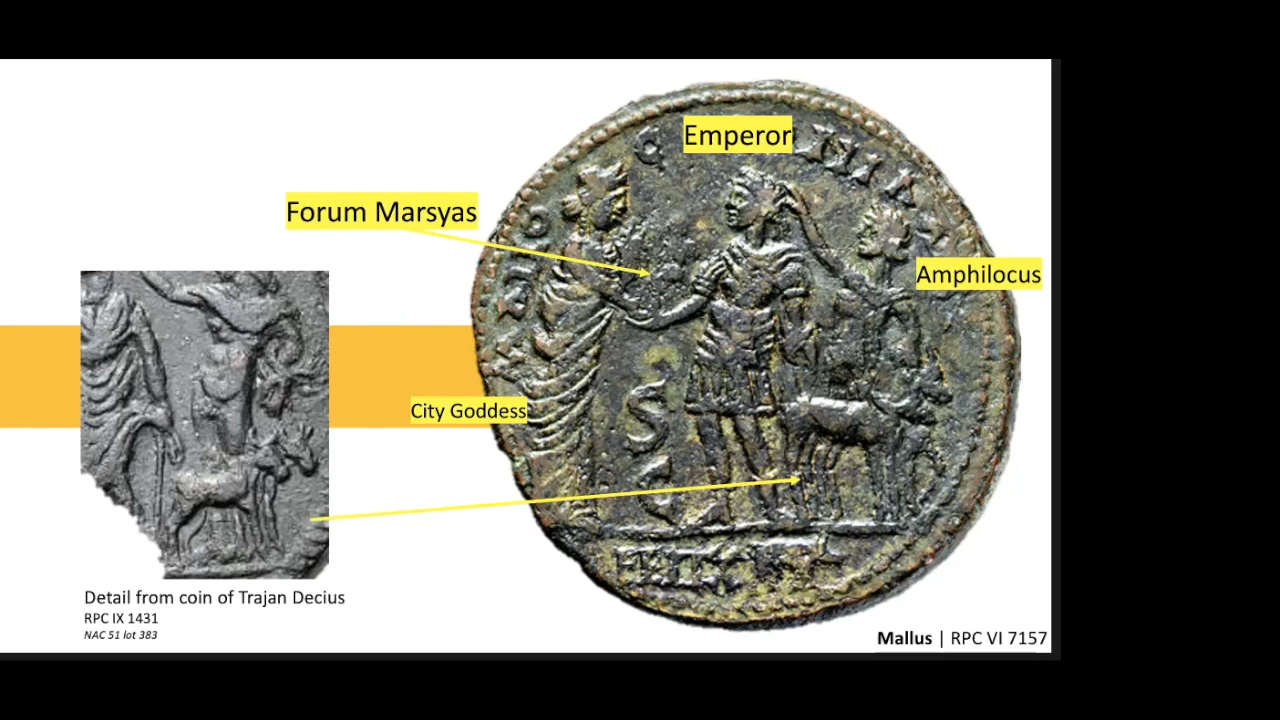 Emperor
Forum Marsyas
Amphilocus
City Goddess
S
C
Detail from coin of Trajan Decius
RPC IX 1431
NAC 51 lot 383
Mallus | RPC VI 7157